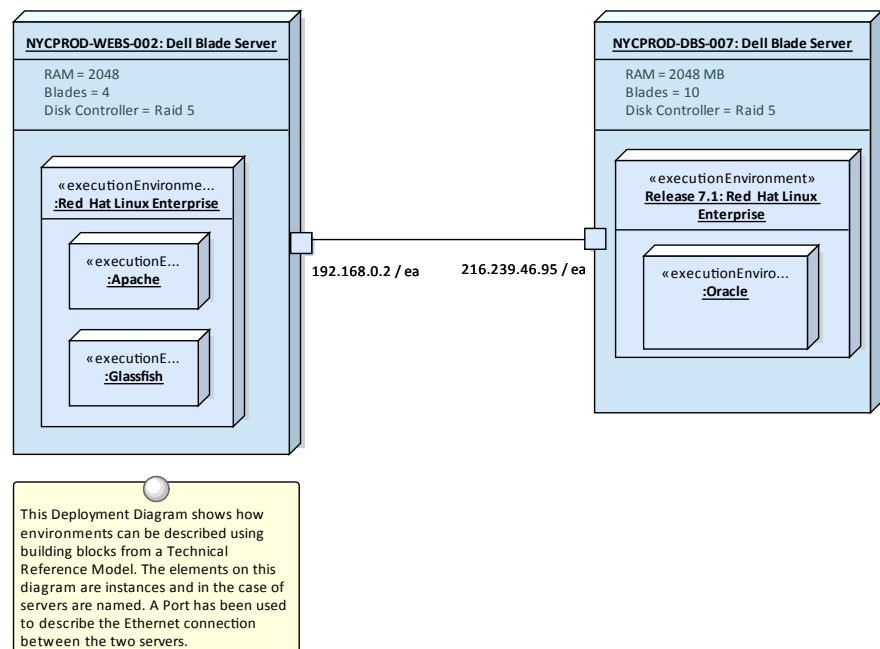 NYCPROD-WEBS-002: Dell Blade Server
RAM = 2048
Blades = 4
Disk Controller = Raid 5
«executionEnvironme...
:Red Hat Linux Enterprise
«executionE...
:Apache
«executionE...
:Glassfish
192.168.0.2 / ea
216.239.46.95 / ea
NYCPROD-DBS-007: Dell Blade Server
RAM = 2048 MB
Blades = 10
Disk Controller = Raid 5
«executionEnvironment»
Release 7.1: Red Hat Linux
Enterprise
«executionEnviro...
:Oracle
This Deployment Diagram shows how
environments can be described using
building blocks from a Technical
Reference Model. The elements on this
diagram are instances and in the case of
servers are named. A Port has been used
to describe the Ethernet connection
between the two servers.